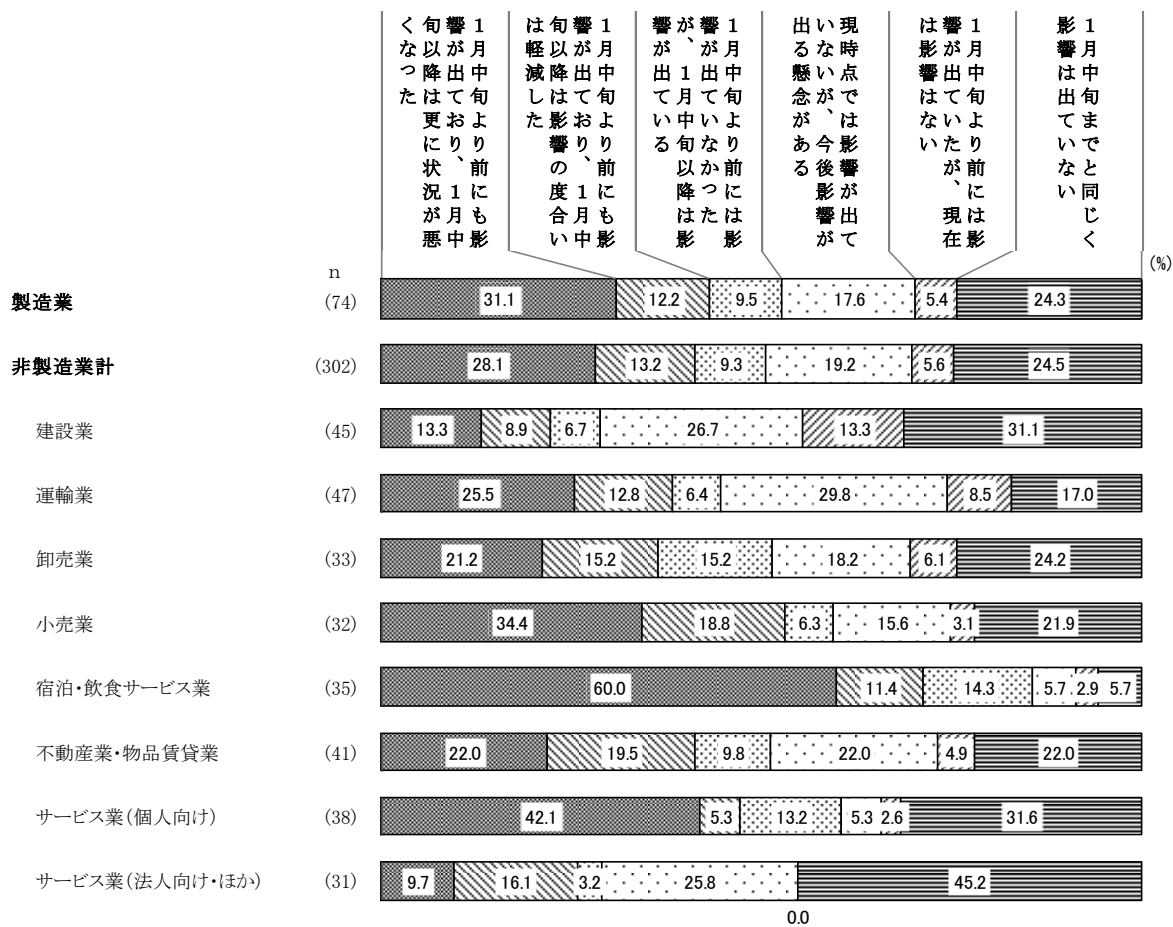 １月中旬より前にも影
響が出ており、１月中
旬以降は更に状況が悪
くなった
１月中旬より前にも影
響が出ており、１月中
旬以降は影響の度合い
は軽減した
１月中旬より前には影
響が出ていなかった
が、１月中旬以降は影
響が出ている
現時点では影響が出て
いないが、今後影響が
出る懸念がある
１月中旬より前には影
響が出ていたが、現在
は影響はない
１月中旬までと同じく
影響は出ていない
n
(%)
製造業 (74) 31.1 12.2 9.5 17.6 5.4 24.3
非製造業計 (302) 28.1 13.2 9.3 19.2 5.6 24.5
建設業 (45) 13.3 8.9 6.7 26.7 13.3 31.1
運輸業 (47) 25.5 12.8 6.4 29.8 8.5 17.0
卸売業 (33) 21.2 15.2 15.2 18.2 6.1 24.2
小売業 (32) 34.4 18.8 6.3 15.6 3.1 21.9
宿泊・飲食サービス業 (35) 60.0 11.4 14.3 5.7 2.9 5.7
不動産業・物品賃貸業 (41) 22.0 19.5 9.8 22.0 4.9 22.0
サービス業（個人向け） (38) 42.1 5.3 13.2 5.3 2.6 31.6
サービス業（法人向け・ほか） (31) 9.7 16.1 3.2 25.8 45.2
0.0